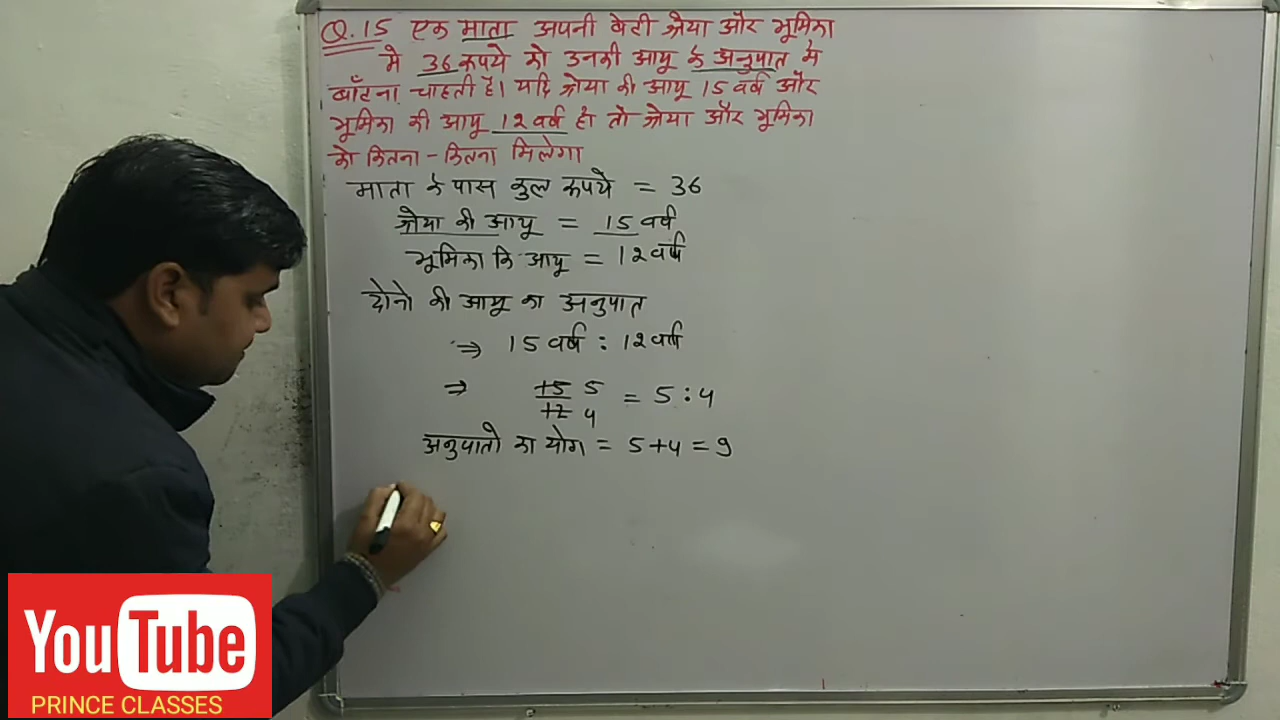 Q.15 एक माता अपनी बेटी श्रेया और भूमिका
मे 36 रूपये को उनकी आयु के अनुपात मे
बाँटना चाहती है। यदि श्रेया की आयु 15 वर्ष और
भूमिका की आयु 12 वर्ष हो तो श्रेया और भूमिका
को कितना - कितना मिलेगा
माता के पास कुल रूपये = 36
श्रेया की आयु = 15 वर्ष
भूमिका कि आयु = 12 वर्ष
दोनो की आयु का अनुपात
⇒ 15 वर्ष : 12 वर्ष
⇒ 15/12 5/4 = 5 : 4
अनुपातो का योग = 5+4 = 9
YouTube
PRINCE CLASSES